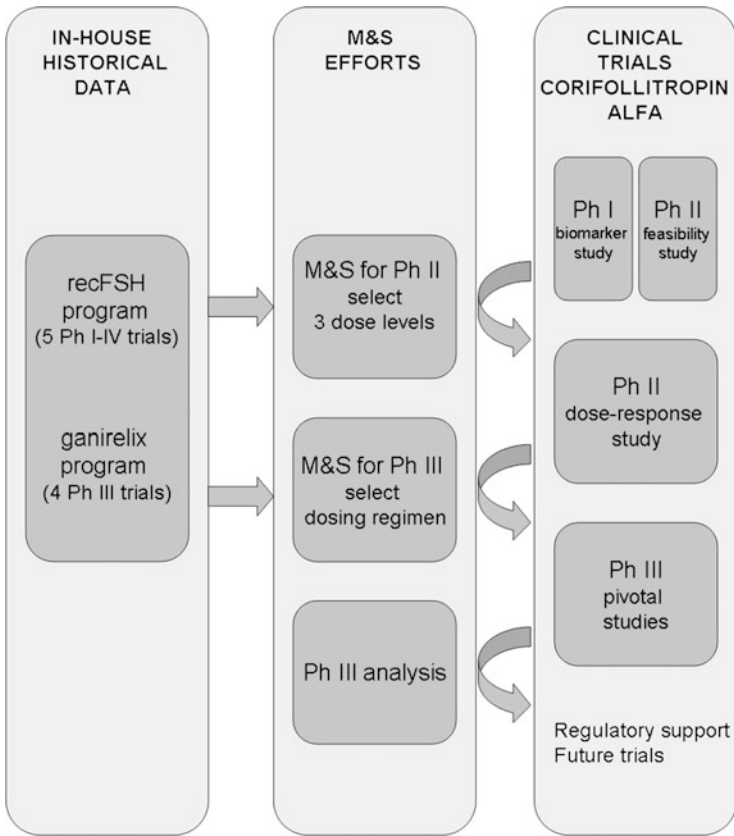 IN-HOUSE
HISTORICAL
DATA
recFSH
program
(5 Ph I-IV trials)
ganirelix
program
(4 Ph III trials)
M&S
EFFORTS
M&S for Ph II
select
3 dose levels
M&S for Ph III
select
dosing regimen
Ph III analysis
CLINICAL
TRIALS
CORIFOLLITROPIN
ALFA
Ph I
biomarker
study
Ph II
feasibility
study
Ph II
dose-response
study
Ph III
pivotal
studies
Regulatory support
Future trials